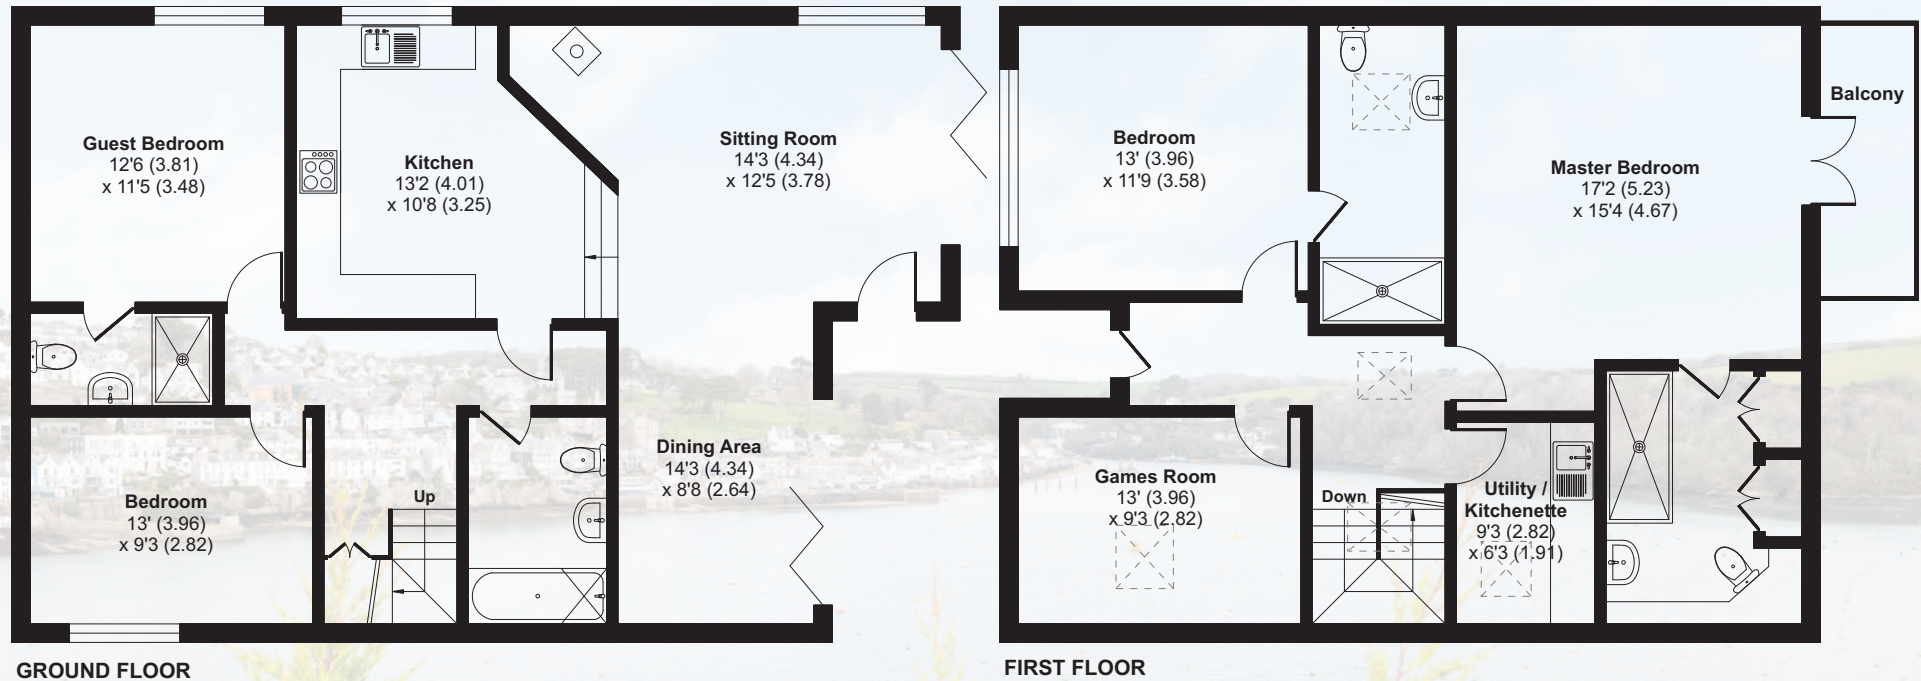 Guest Bedroom
12'6 (3.81)
x 11'5 (3.48)
Kitchen
13'2 (4.01)
x 10'8 (3.25)
Sitting Room
14'3 (4.34)
x 12'5 (3.78)
Bedroom
13' (3.96)
x 9'3 (2.82)
Up
Dining Area
14'3 (4.34)
x 8'8 (2.64)
GROUND FLOOR
Bedroom
13' (3.96)
x 11'9 (3.58)
Master Bedroom
17'2 (5.23)
x 15'4 (4.67)
Balcony
Games Room
13' (3.96)
x 9'3 (2.82)
Down
Utility /
Kitchenette
9'3 (2.82)
x 6'3 (1.91)
FIRST FLOOR